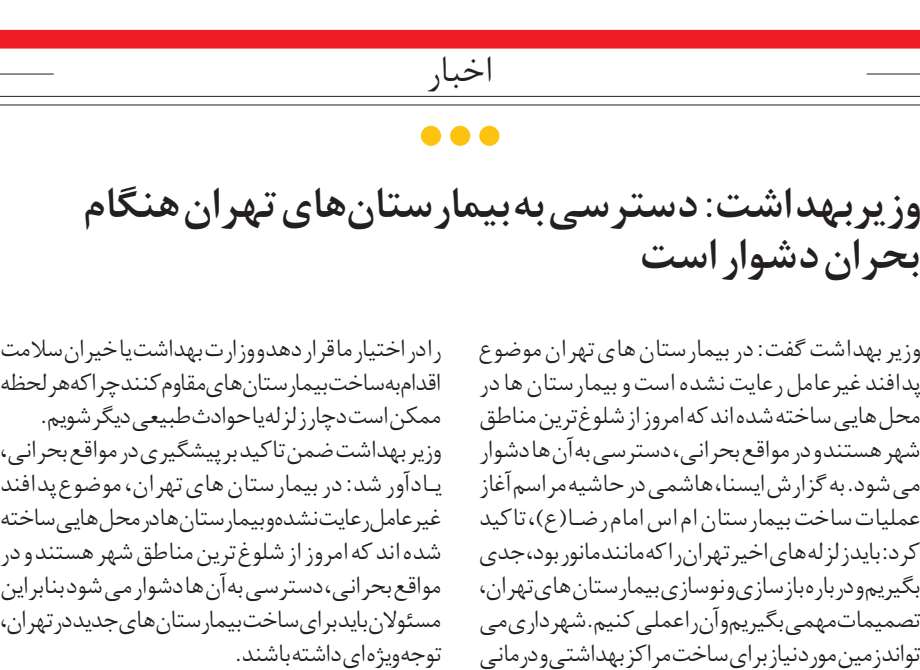 اخبار
وزیر بهداشت: دسترسی به بیمارستان‌های تهران هنگام
بحران دشوار است
وزیر بهداشت گفت: در بیمارستان های تهران موضوع
پدافند غیر عامل رعایت نشده است و بیمارستان ها در
محل هایی ساخته شده اند که امروز از شلوغ ترین مناطق
شهر هستند و در مواقع بحرانی، دسترسی به آن ها دشوار
می شود. به گزارش ایسنا، هاشمی در حاشیه مراسم آغاز
عملیات ساخت بیمارستان ام اس امام رضا(ع)، تاکید
کرد: باید زلزله های اخیر تهران را که مانند مانور بود، جدی
بگیریم و درباره بازسازی و نوسازی بیمارستان های تهران،
تصمیمات مهمی بگیریم و آن را عملی کنیم. شهرداری می
تواند زمین مورد نیاز برای ساخت مراکز بهداشتی و درمانی
را در اختیار ما قرار دهد و وزارت بهداشت یا خیران سلامت
اقدام به ساخت بیمارستان های مقاوم کنند چرا که هر لحظه
ممکن است دچار زلزله یا حوادث طبیعی دیگر شویم.
وزیر بهداشت ضمن تاکید بر پیشگیری در مواقع بحرانی،
یادآور شد: در بیمارستان های تهران، موضوع پدافند
غیر عامل رعایت نشده و بیمارستان ها در محل هایی ساخته
شده اند که امروز از شلوغ ترین مناطق شهر هستند و در
مواقع بحرانی، دسترسی به آن ها دشوار می شود بنابراین
مسئولان باید برای ساخت بیمارستان های جدید در تهران،
توجه ویژه ای داشته باشند.